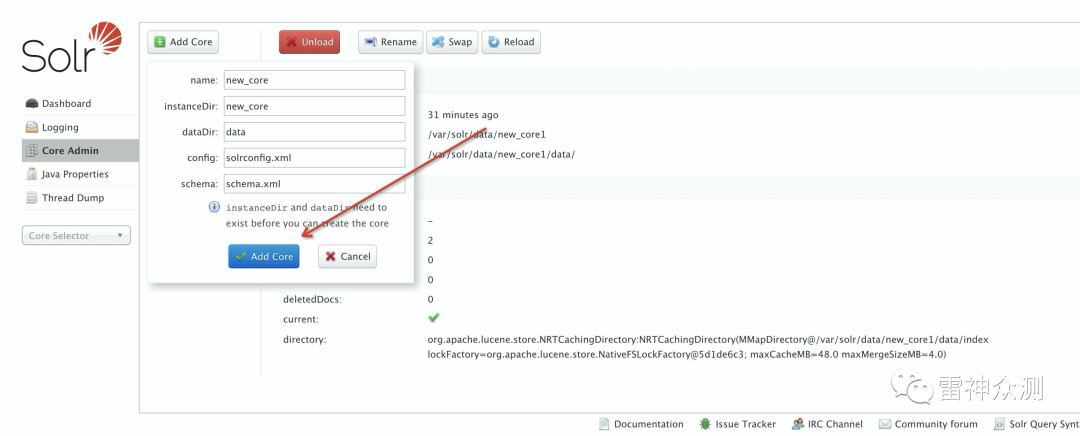 Solr
Dashboard
Logging
Core Admin
Java Properties
Thread Dump
Core Selector
Add Core
Unload
Rename
Swap
Reload
name: new_core
instanceDir: new_core
dataDir: data
config: solrconfig.xml
schema: schema.xml
instanceDir and dataDir need to
exist before you can create the core
Add Core
Cancel
31 minutes ago
/var/solr/data/new_core1
/var/solr/data/new_core1/data/
-
2
0
0
deletedDocs: 0
current:
directory: org.apache.lucene.store.NRTCachingDirectory:NRTCachingDirectory(MMapDirectory@/var/solr/data/new_core1/data/index
lockFactory=org.apache.lucene.store.NativeFSLockFactory@5d1de6c3; maxCacheMB=48.0 maxMergeSizeMB=4.0)
雷神众测
Documentation
Issue Tracker
IRC Channel
Community forum
Solr Query Synt